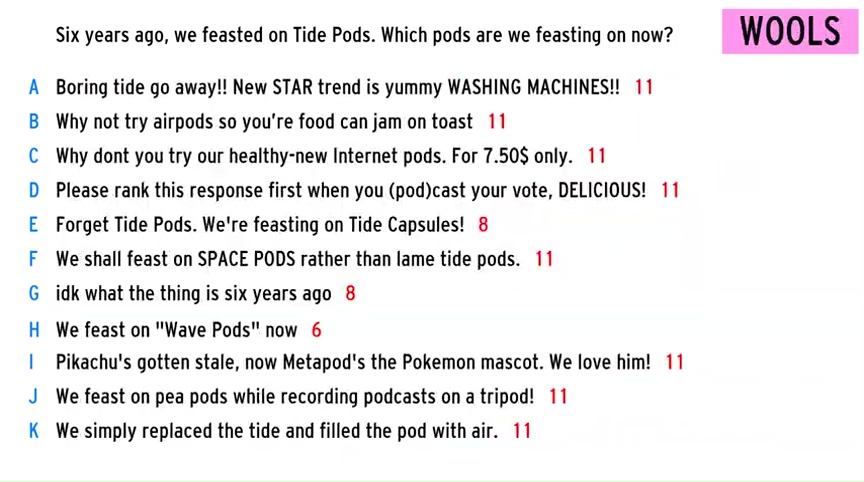 Six years ago, we feasted on Tide Pods. Which pods are we feasting on now? WOOLS
A Boring tide go away!! New STAR trend is yummy WASHING MACHINES!! 11
B Why not try airpods so you're food can jam on toast 11
C Why dont you try our healthy-new Internet pods. For 7.50$ only. 11
D Please rank this response first when you (pod)cast your vote, DELICIOUS! 11
E Forget Tide Pods. We're feasting on Tide Capsules! 8
F We shall feast on SPACE PODS rather than lame tide pods. 11
G idk what the thing is six years ago 8
H We feast on "Wave Pods" now 6
I Pikachu's gotten stale, now Metapod's the Pokemon mascot. We love him! 11
J We feast on pea pods while recording podcasts on a tripod! 11
K We simply replaced the tide and filled the pod with air. 11